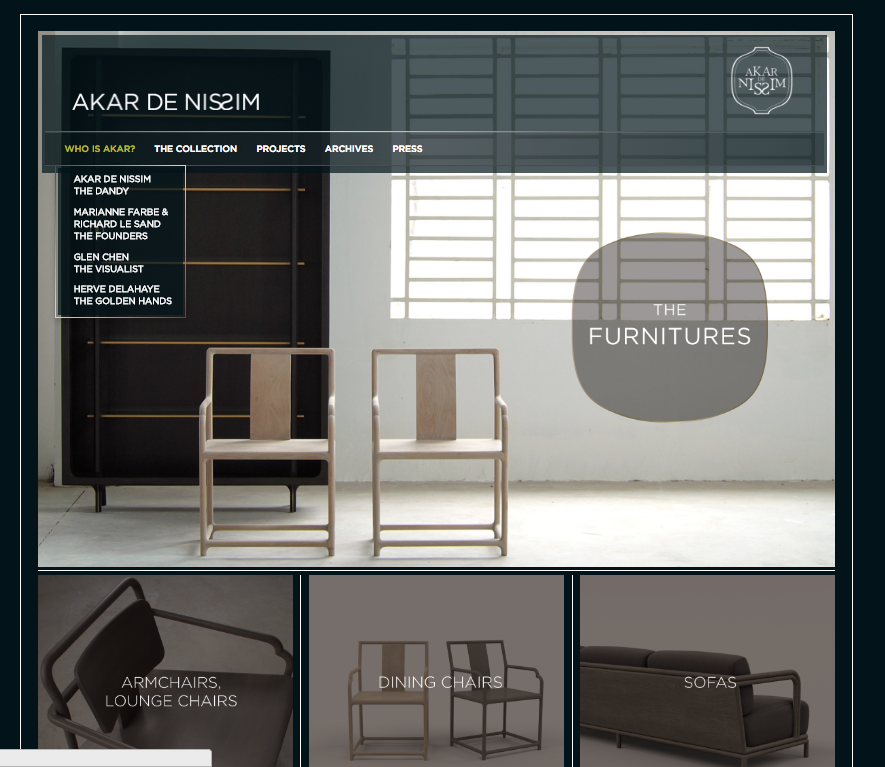 AKAR DE NISSIM
AKAR
DE
NISSIM
WHO IS AKAR? THE COLLECTION PROJECTS ARCHIVES PRESS
AKAR DE NISSIM
THE DANDY
MARIANNE FARBE &
RICHARD LE SAND
THE FOUNDERS
GLEN CHEN
THE VISUALIST
HERVE DELAHAYE
THE GOLDEN HANDS
THE
FURNITURES
ARMCHAIRS,
LOUNGE CHAIRS
DINING CHAIRS
SOFAS